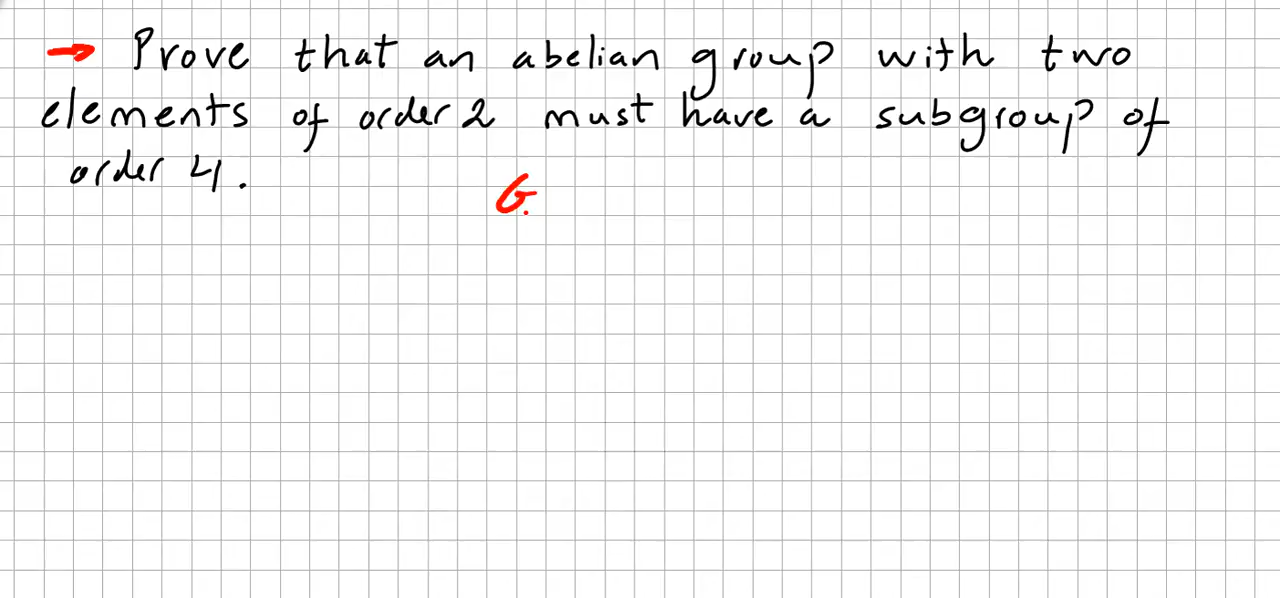 → Prove that an abelian group with two
elements of order 2 must have a subgroup of
order 4.
G.